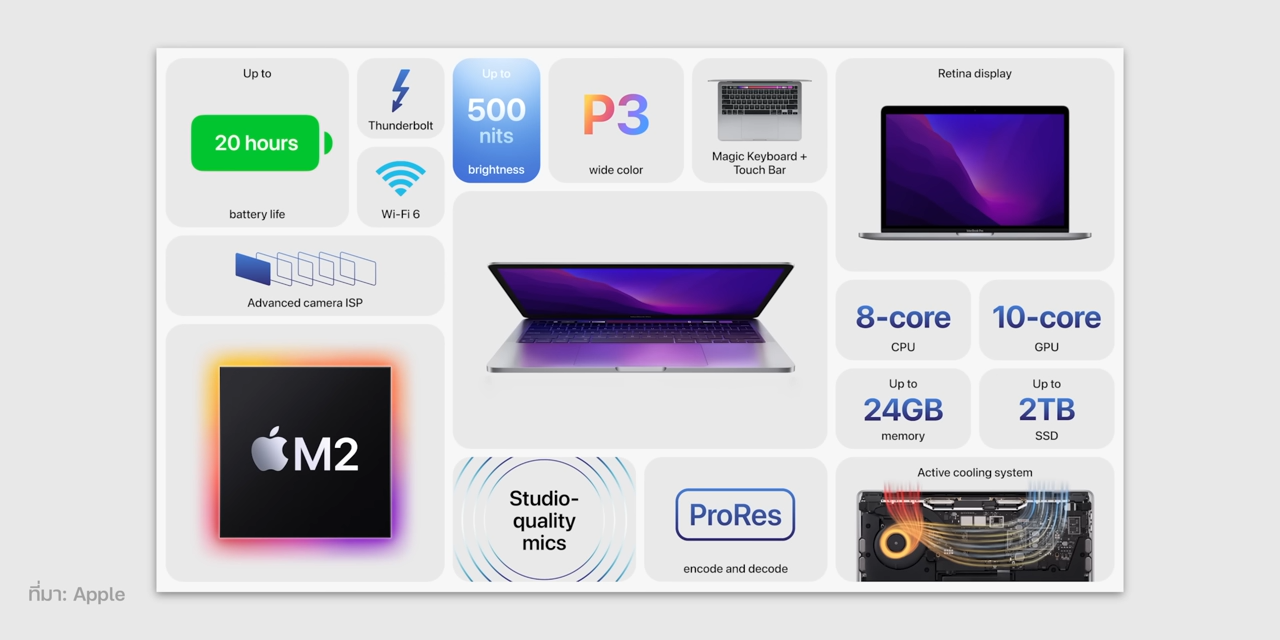 Up to
20 hours
battery life
Thunderbolt
Wi-Fi 6
Up to
500
nits
brightness
P3
wide color
Magic Keyboard +
Touch Bar
Retina display
Advanced camera ISP
M2
8-core
CPU
10-core
GPU
Up to
24GB
memory
Up to
2TB
SSD
Studio-
quality
mics
ProRes
encode and decode
Active cooling system
ที่มา: Apple